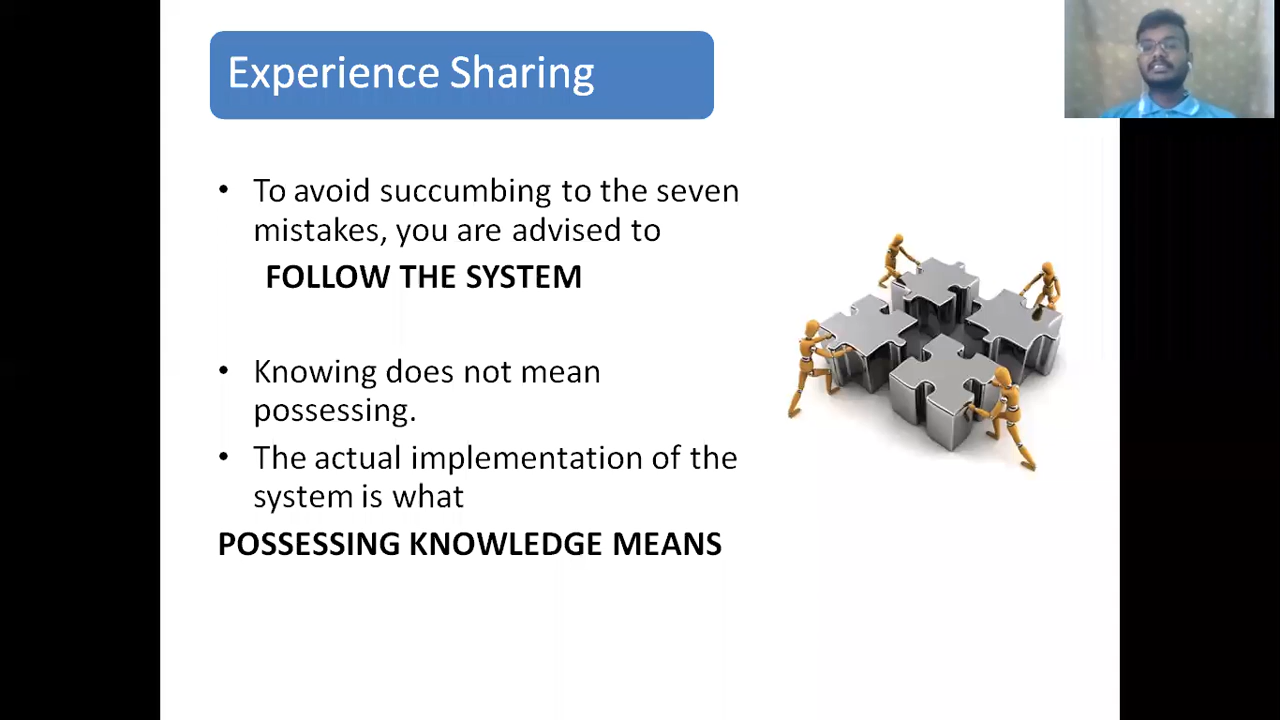 Experience Sharing
• To avoid succumbing to the seven
mistakes, you are advised to
FOLLOW THE SYSTEM
• Knowing does not mean
possessing.
• The actual implementation of the
system is what
POSSESSING KNOWLEDGE MEANS